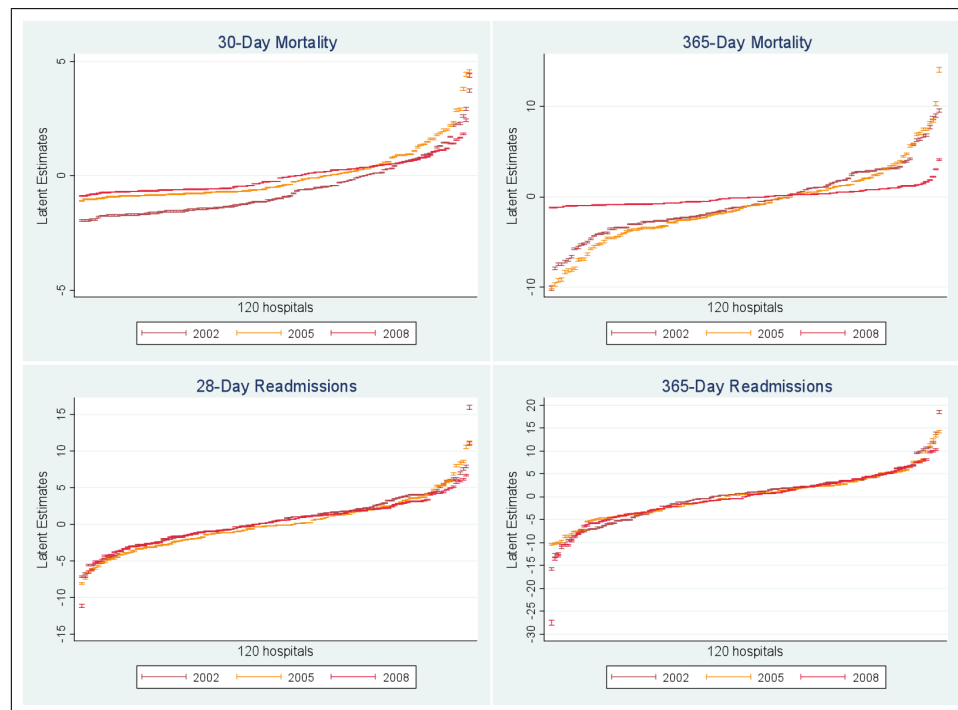 30-Day Mortality
Latent Estimates
5
0
-5
120 hospitals
2002 2005 2008
365-Day Mortality
Latent Estimates
10
0
-10
120 hospitals
2002 2005 2008
28-Day Readmissions
Latent Estimates
15
10
5
0
-5
-10
-15
120 hospitals
2002 2005 2008
365-Day Readmissions
Latent Estimates
20
15
10
5
0
-5
-10
-15
-20
-25
-30
120 hospitals
2002 2005 2008